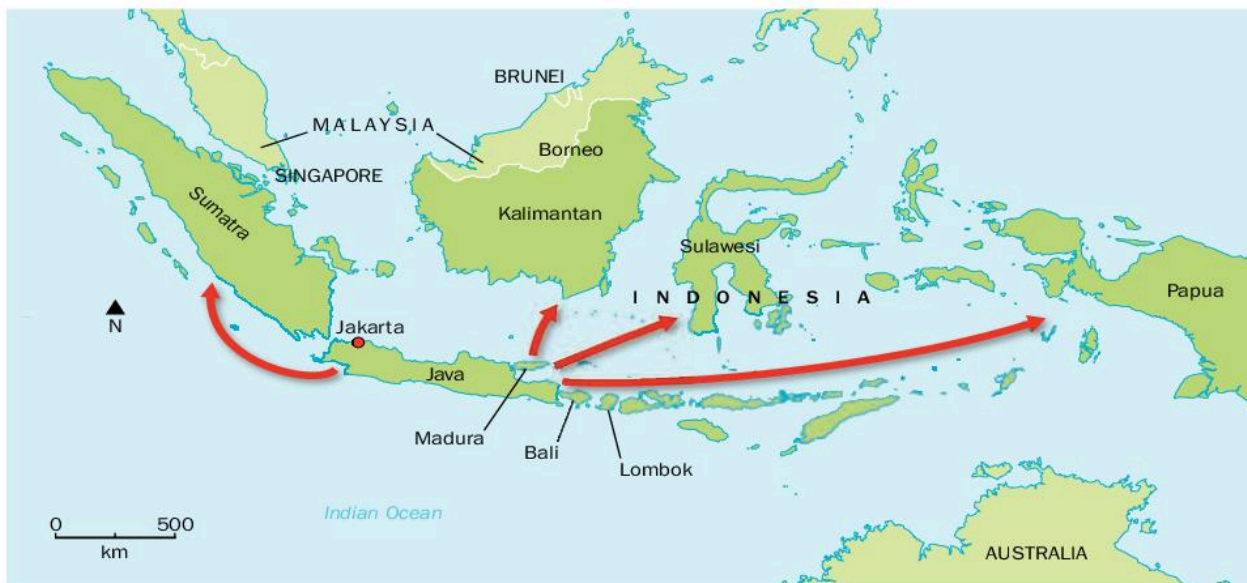 BRUNEI
MALAYSIA
Borneo
SINGAPORE
Sumatra
Kalimantan
Sulawesi
INDONESIA
Papua
N
Jakarta
Java
Madura
Bali
Lombok
Indian Ocean
0 500
km
AUSTRALIA